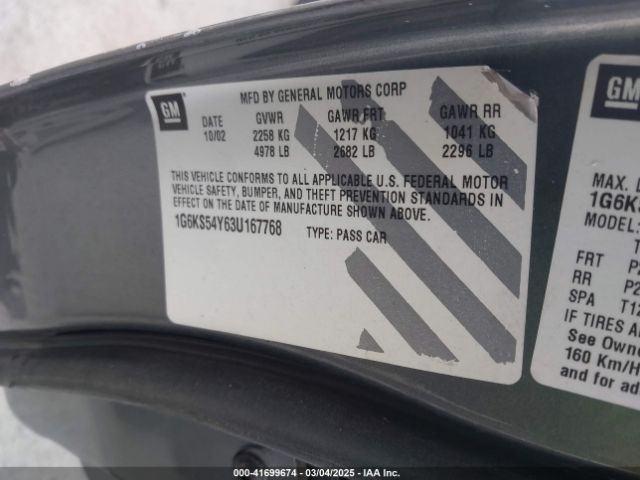 GM
MFD BY GENERAL MOTORS CORP
DATE GVWR GAWR FRT GAWR RR
10/02 2258 KG 1217 KG 1041 KG
4978 LB 2682 LB 2296 LB
THIS VEHICLE CONFORMS TO ALL APPLICABLE U.S. FEDERAL MOTOR
VEHICLE SAFETY, BUMPER, AND THEFT PREVENTION STANDARDS IN
EFFECT ON THE DATE OF MANUFACTURE SHOWN ABOVE.
1G6KS54Y63U167768 TYPE: PASS CAR
GM
MAX.
1G6K
MODEL:
FRT
RR
SPA
IF TIRES
See
160 Km/H
and for
000-41699674 - 03/04/2025 - IAA Inc.